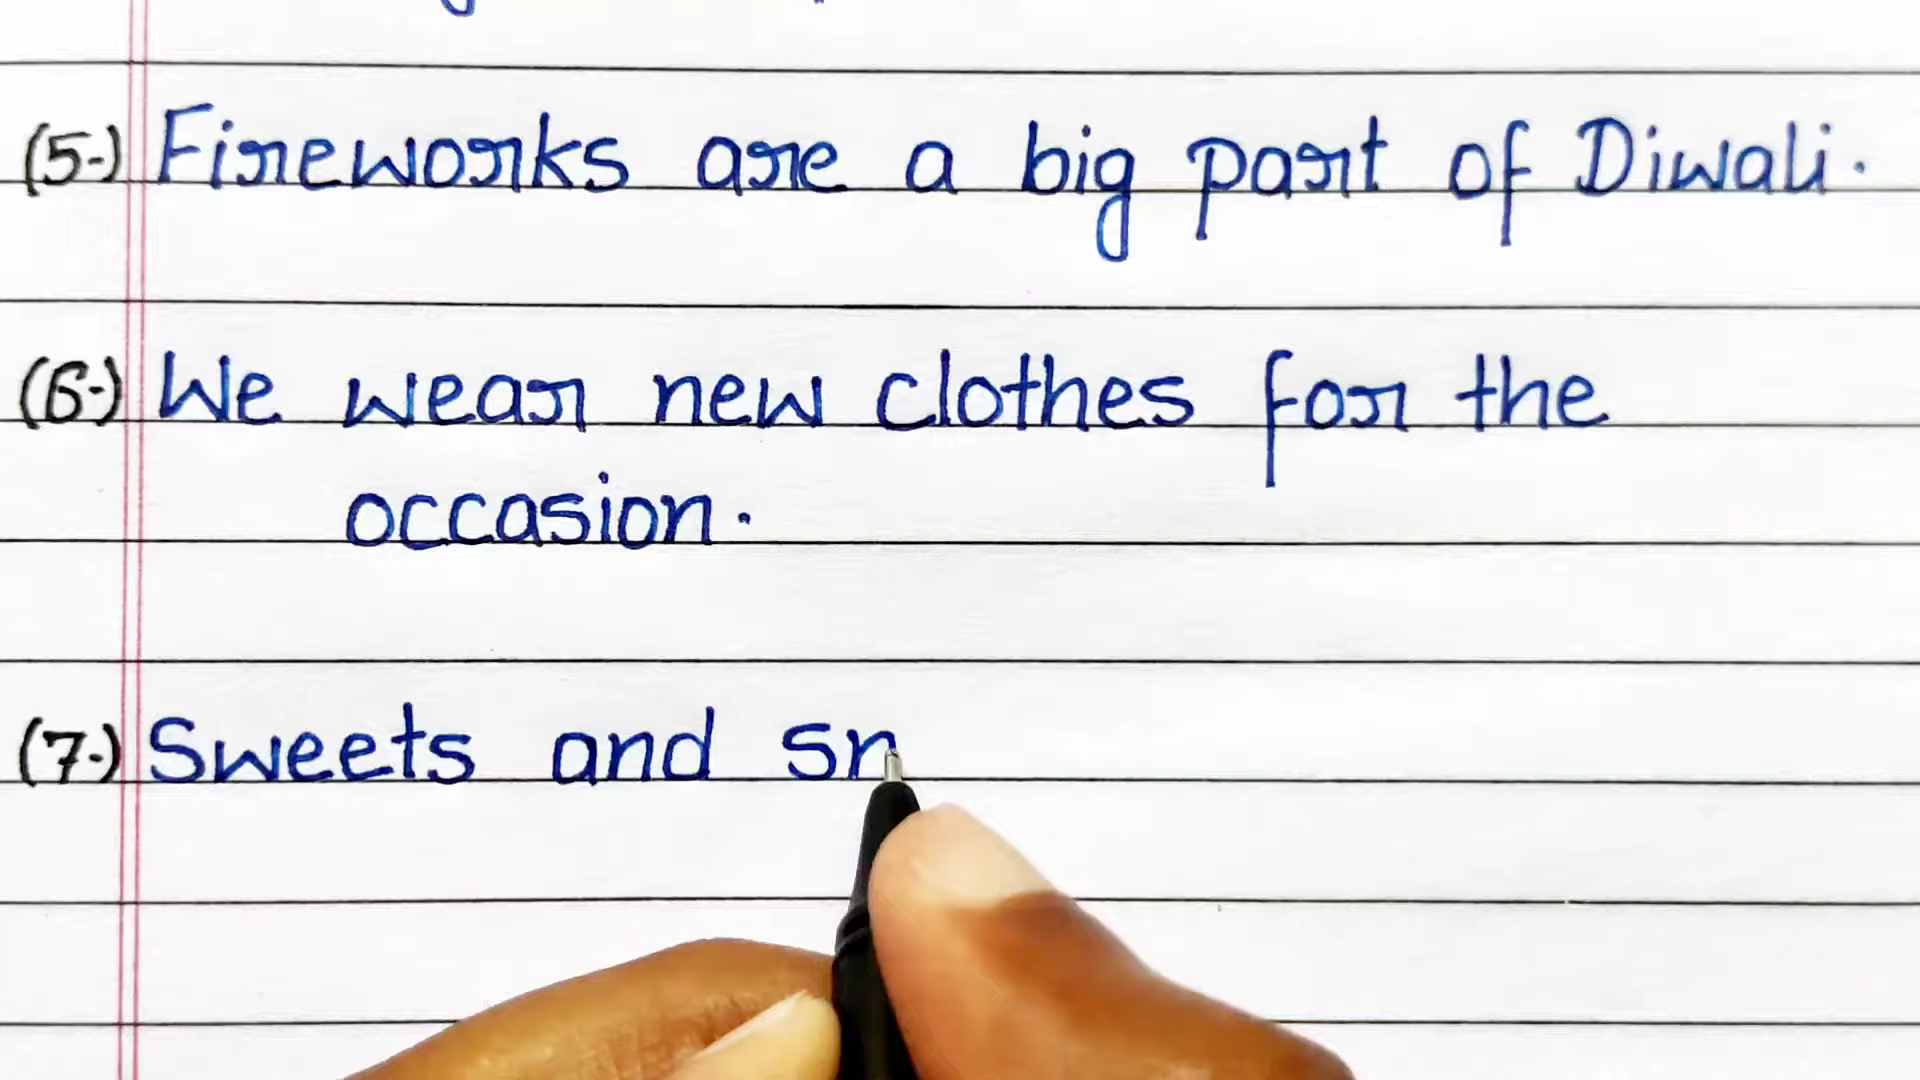 (5.) Fireworks are a big part of Diwali.
(6.) We wear new clothes for the
occasion.
(7.) Sweets and sn